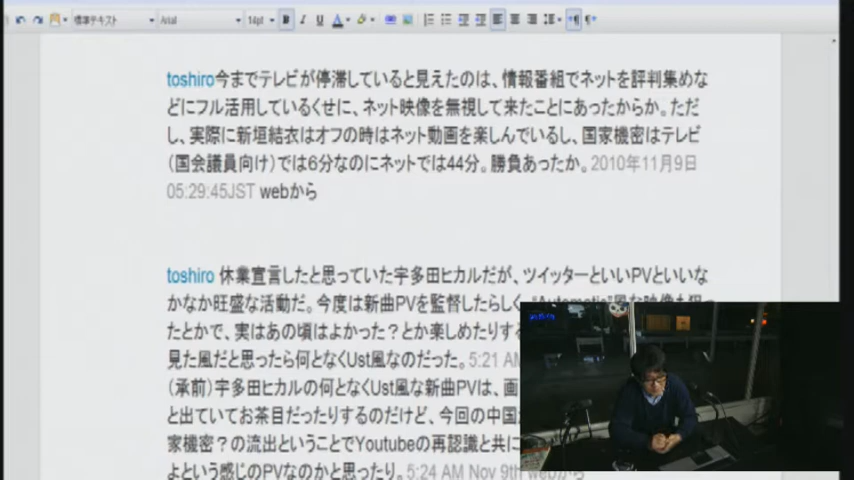 標準テキスト Arial 14pt B I U A
toshiro今までテレビが停滞していると見えたのは、情報番組でネットを評判集めな
どにフル活用しているくせに、ネット映像を無視して来たことにあったからか。ただ
し、実際に新垣結衣はオフの時はネット動画を楽しんでいるし、国家機密はテレビ
(国会議員向け)では6分なのにネットでは44分。勝負あったか。2010年11月9日
05:29:45JST webから
toshiro 休業宣言したと思っていた宇多田ヒカルだが、ツイッターといいPVといいな
かなか旺盛な活動だ。今度は新曲PVを監督したらしく、"Automatic"風な映像も狙っ
たとかで、実はあの頃はよかった?とか楽しめたりす
見た風だと思ったら何となくUst風なのだった。5:21 AM
(承前)宇多田ヒカルの何となくUst風な新曲PVは、画
と出ていてお茶目だったりするのだけど、今回の中国
家機密?の流出ということでYoutubeの再認識と共に
よという感じのPVなのかと思ったり。5:24 AM Nov 9th webから